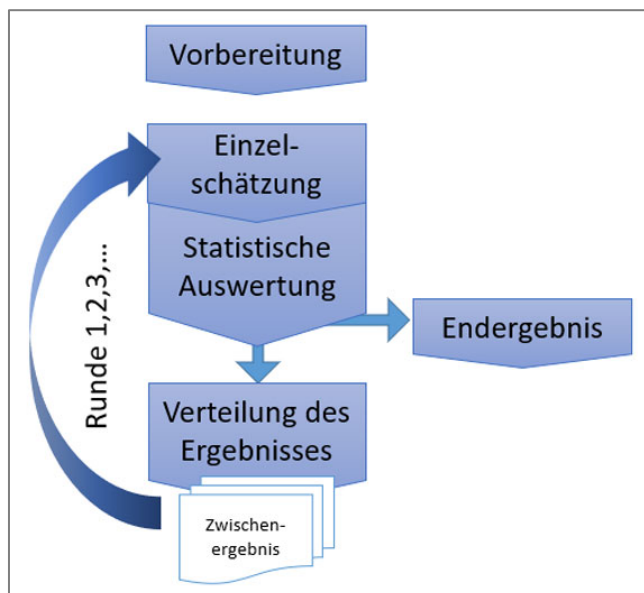 Vorbereitung
Einzel-
schätzung
Statistische
Auswertung
Endergebnis
Runde 1,2,3,...
Verteilung des
Ergebnisses
Zwischen-
ergebnis